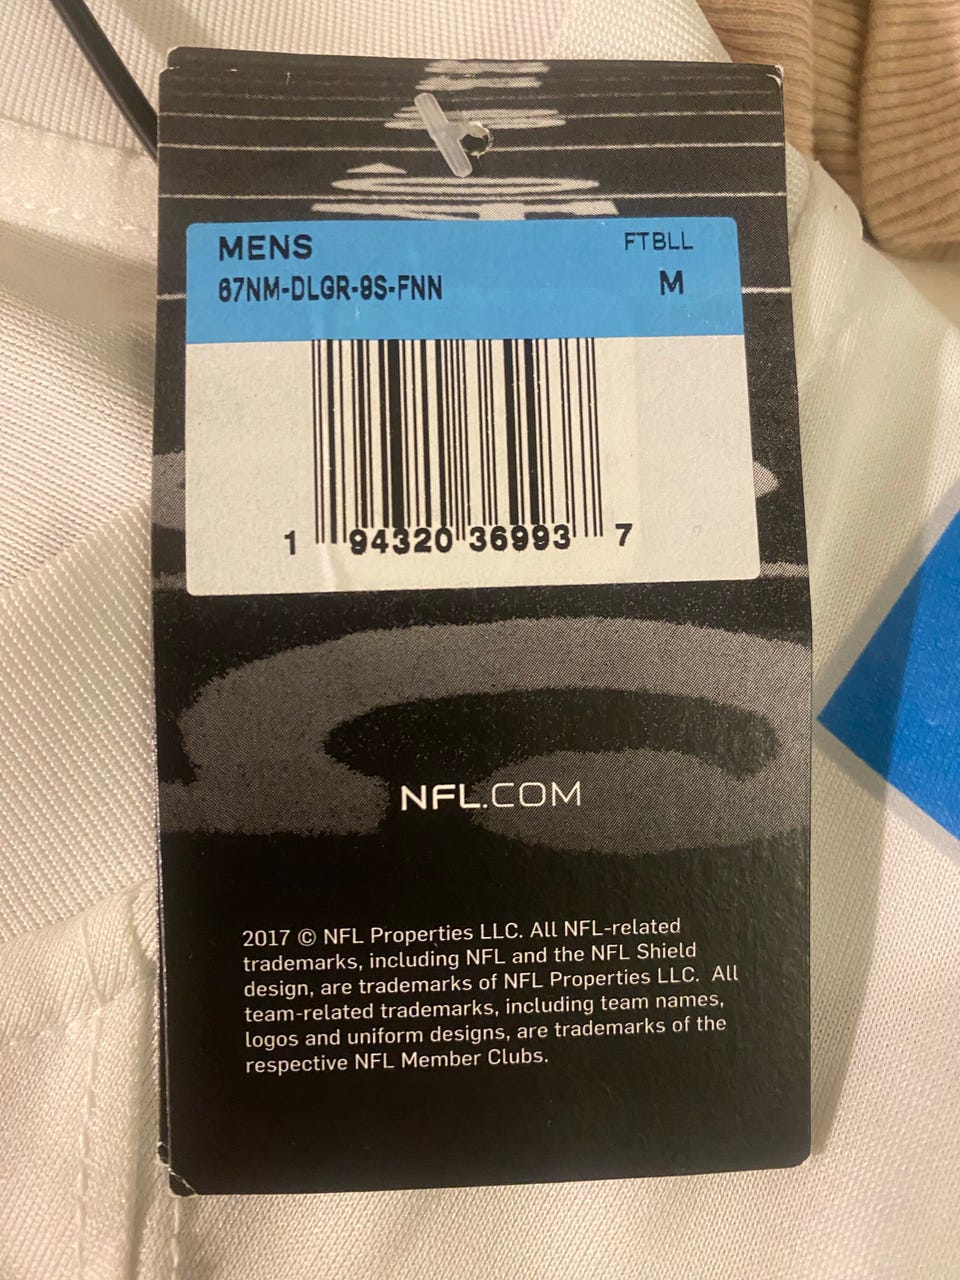 MENS FTBLL
67NM-DLGR-8S-FNN M
1 94320 36993 7
NFL.COM
2017 © NFL Properties LLC. All NFL-related
trademarks, including NFL and the NFL Shield
design, are trademarks of NFL Properties LLC. All
team-related trademarks, including team names,
logos and uniform designs, are trademarks of the
respective NFL Member Clubs.